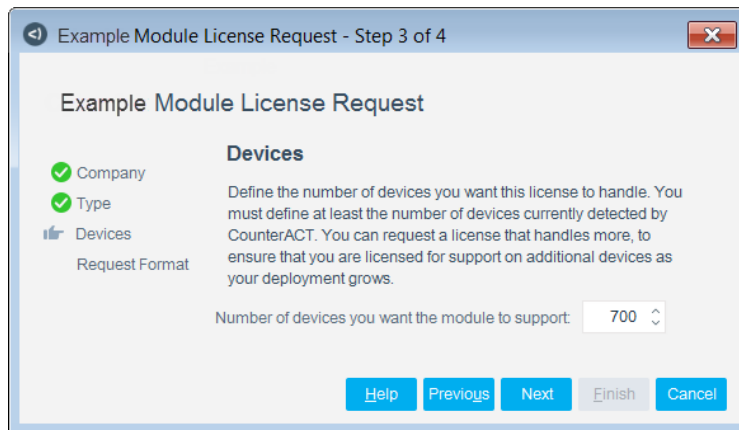 Example Module License Request - Step 3 of 4
Example Module License Request
Company
Type
Devices
Request Format
Devices
Define the number of devices you want this license to handle. You
must define at least the number of devices currently detected by
CounterACT. You can request a license that handles more, to
ensure that you are licensed for support on additional devices as
your deployment grows.
Number of devices you want the module to support: 700
Help Previous Next Finish Cancel